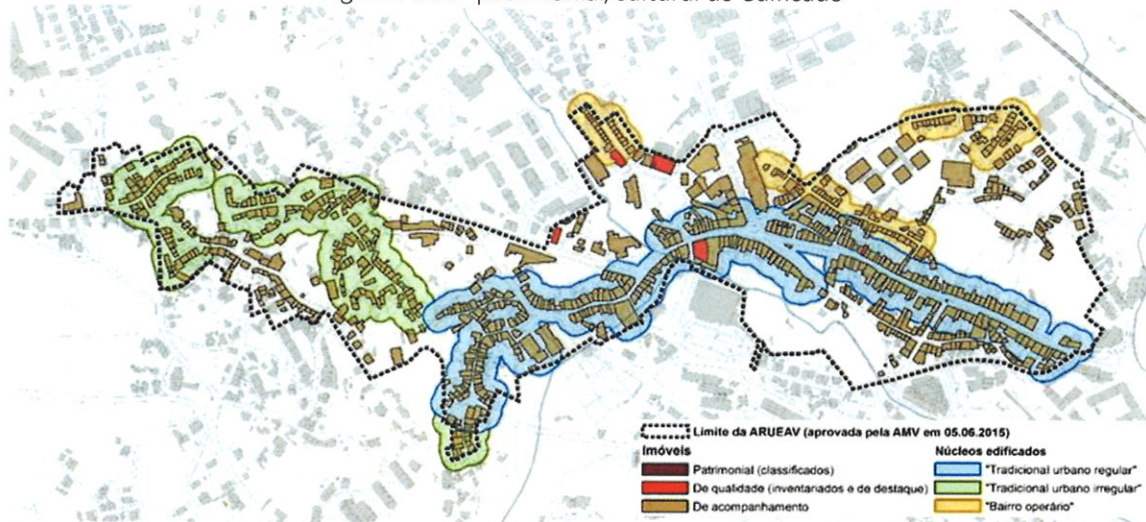 Limite da ARUEAV (aprovada pela AMV em 05.06.2015)
Imóveis
Patrimonial (classificados)
De qualidade (inventariados e de destaque)
De acompanhamento
Núcleos edificados
"Tradicional urbano regular"
"Tradicional urbano irregular"
"Bairro operário"